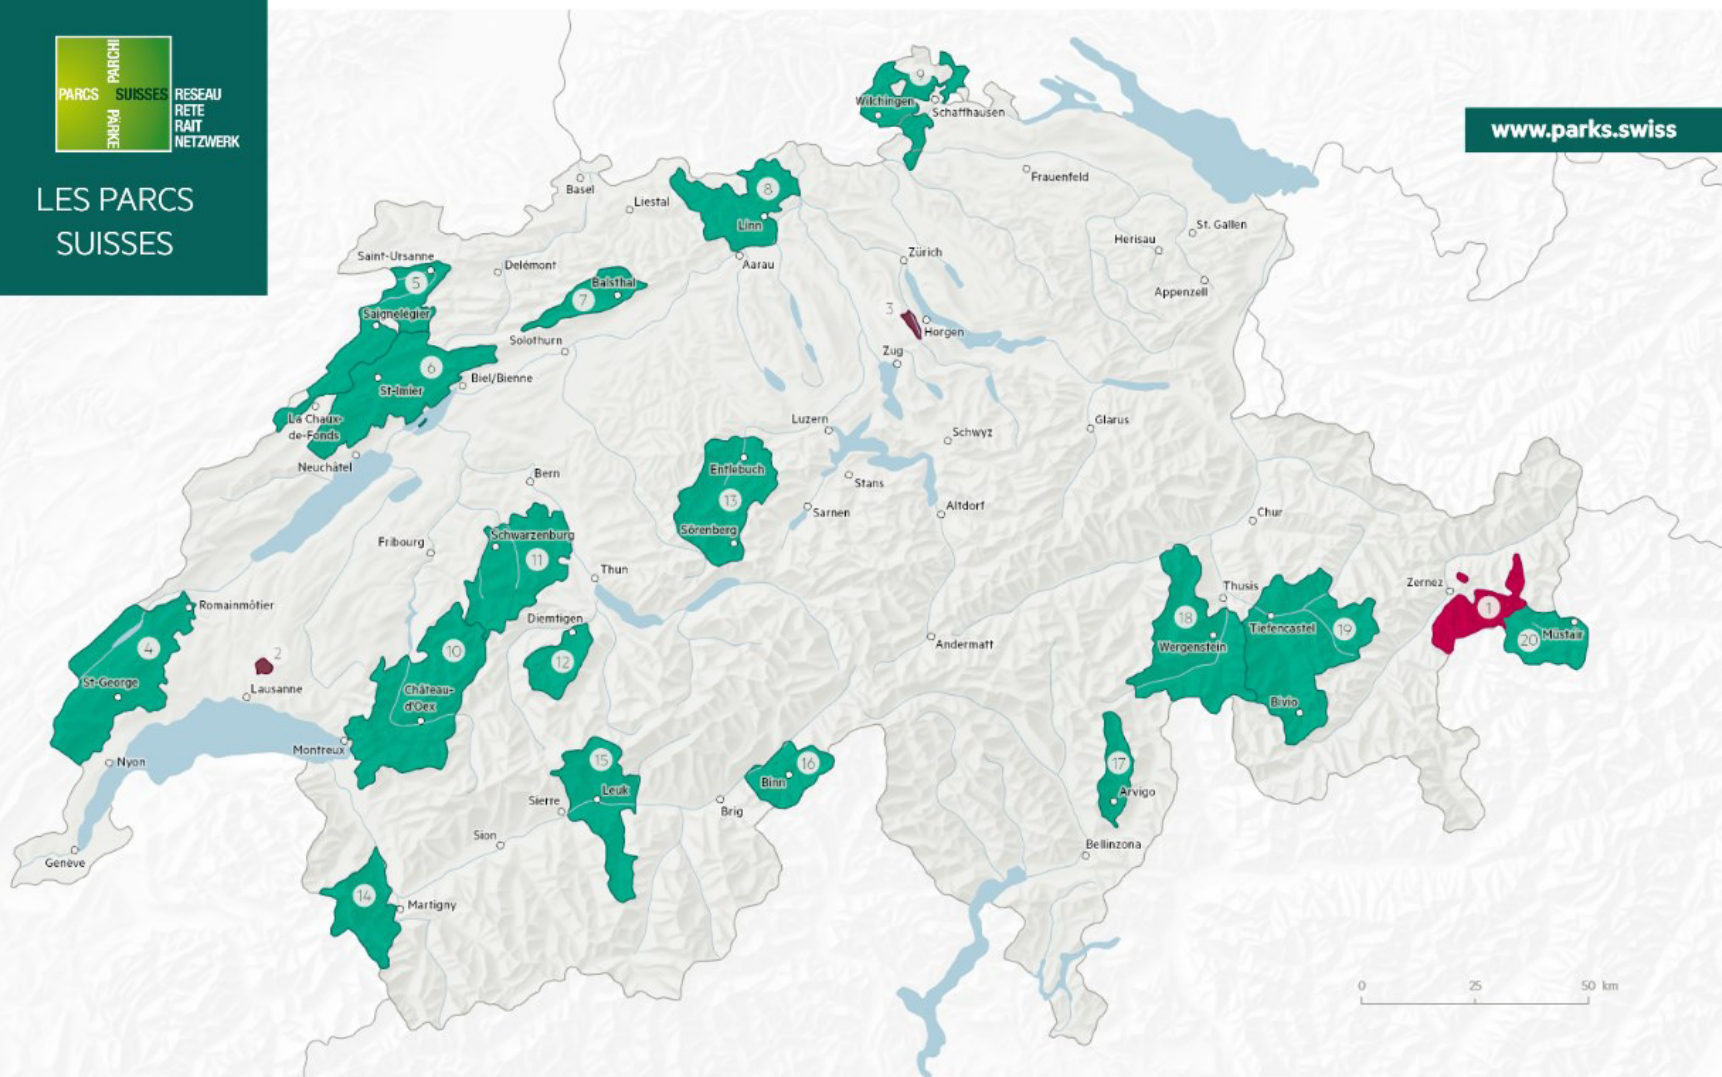 PARCS
PARCHI
SUISSES
PÄRKE
RESEAU
RETE
RAIT
NETZWERK
LES PARCS
SUISSES
www.parks.swiss
9
Wilchingen
Schaffhausen
Basel
Liestal
8
Linn
Aarau
Frauenfeld
St. Gallen
Herisau
Appenzell
Zürich
Saint-Ursanne
5
Delémont
Saignelégier
7
Balsthal
Solothurn
3
Horgen
Zug
6
St-Imier
Biel/Bienne
La Chaux-
de-Fonds
Neuchâtel
Luzern
Schwyz
Glarus
Bern
Entlebuch
13
Sörenberg
Stans
Sarnen
Altdorf
Chur
Fribourg
Schwarzenburg
11
Thun
Diemtigen
12
Romainmôtier
4
St-George
2
Lausanne
10
Château-
d'Oex
Montreux
Nyon
Genève
Andermatt
Thusis
18
Wergenstein
Tiefencastel
19
Bivio
Zernez
1
20
Müstair
15
Leuk
Sierre
Sion
16
Binn
Brig
17
Arvigo
Bellinzona
14
Martigny
0 25 50 km